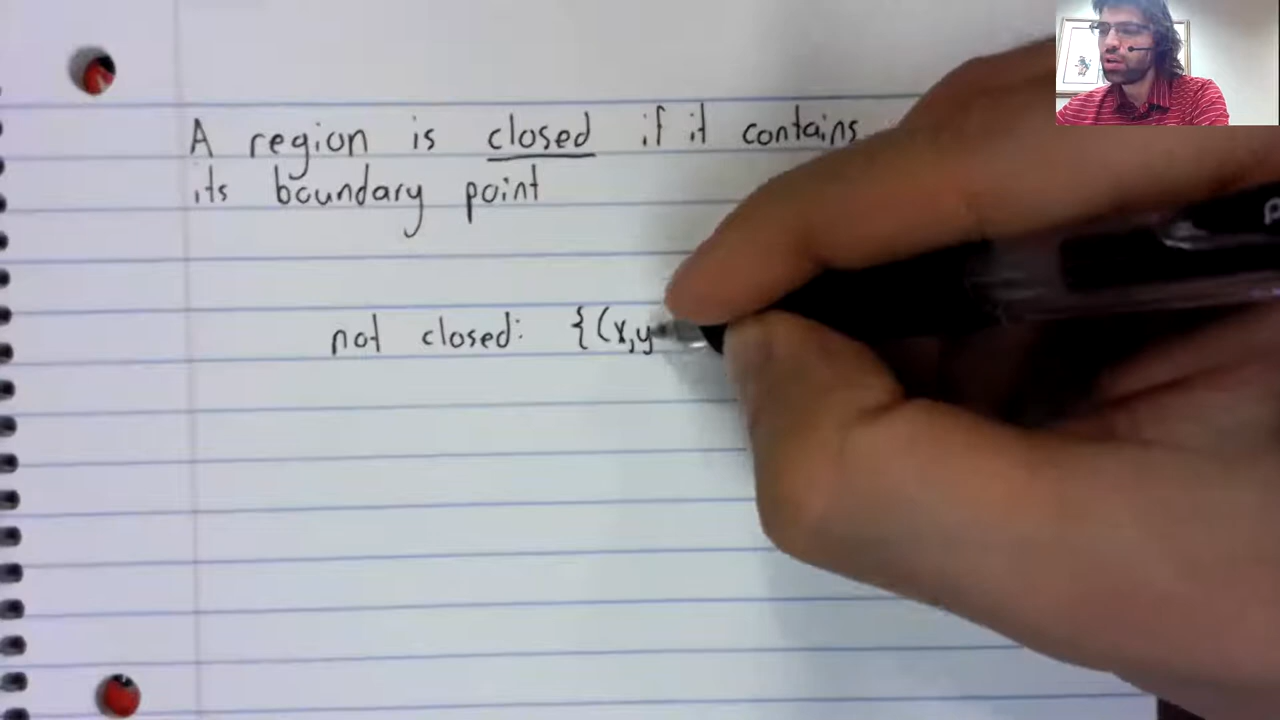 A region is closed if it contains
its boundary point
not closed: {(x,y